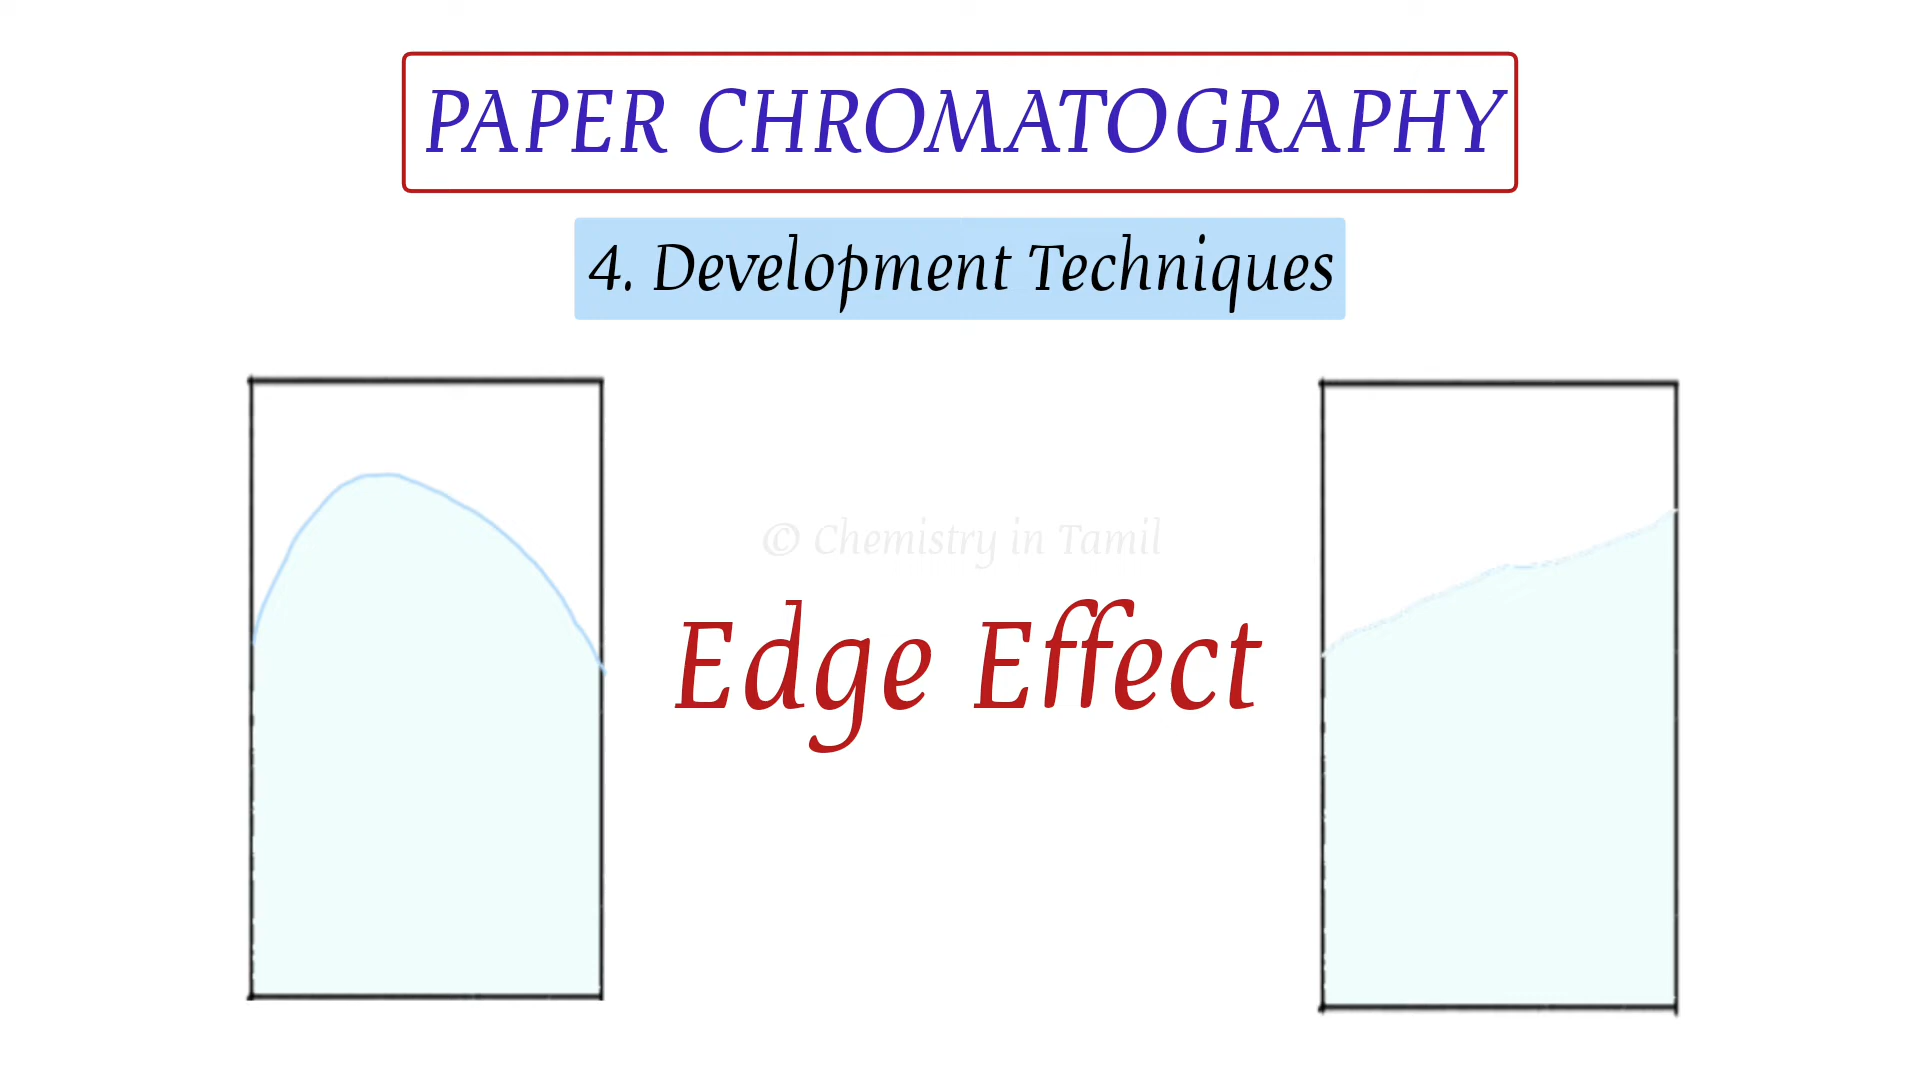 PAPER CHROMATOGRAPHY
4. Development Techniques
© Chemistry in Tamil
Edge Effect